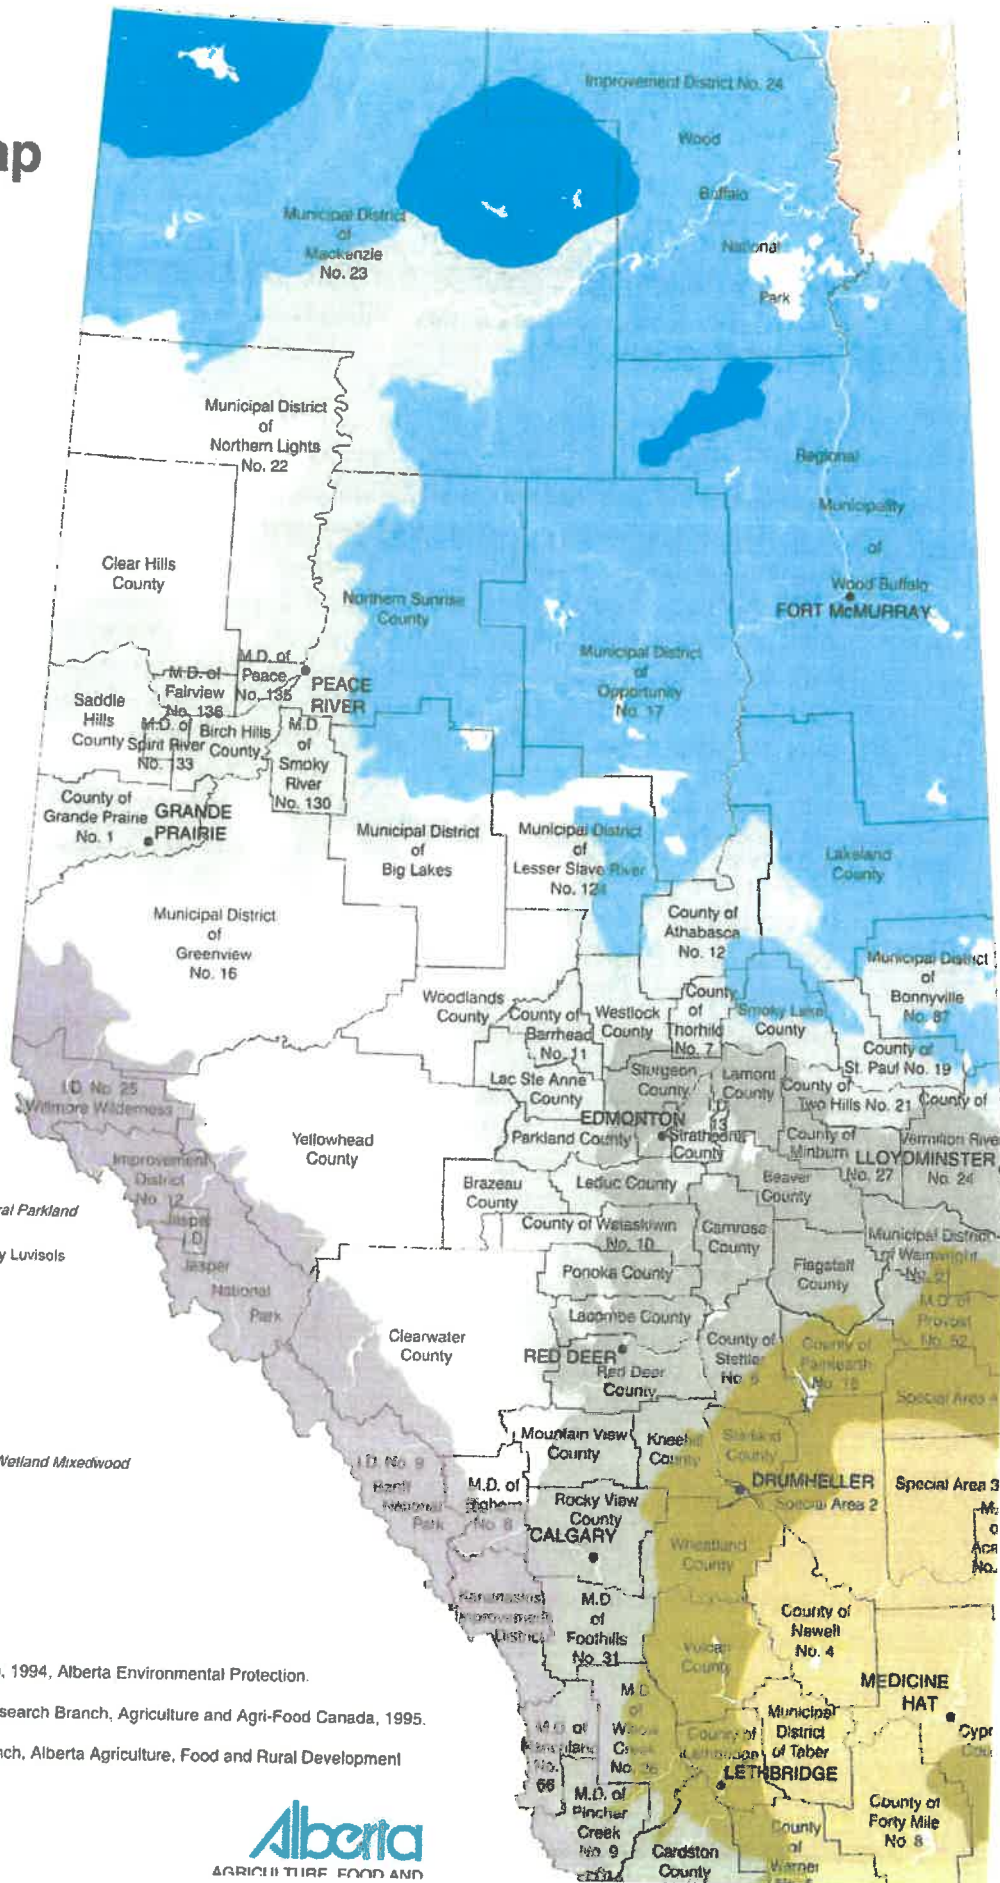 ap
Improvement District No. 24
Wood
Buffalo
National
Park
Municipal District
of
Mackenzie
No. 23
Municipal District
of
Northern Lights
No. 22
Regional
Municipality
of
Wood Buffalo
FORT McMURRAY
Clear Hills
County
Northern Sunrise
County
Municipal District
of
Opportunity
No. 17
M.D. of
Peace
No. 135
PEACE
RIVER
M.D. of
Fairview
No. 136
Saddle
Hills
County
M.D. of
Spirit River
No. 133
Birch Hills
County
M.D.
of
Smoky
River
No. 130
County of
Grande Prairie
No. 1
GRANDE
PRAIRIE
Municipal District
of
Big Lakes
Municipal District
of
Lesser Slave River
No. 124
Lakeland
County
Municipal District
of
Greenview
No. 16
County of
Athabasca
No. 12
Municipal District
of
Bonnyville
No. 87
Woodlands
County
County of
Barrhead
No. 11
Westlock
County
County
of
Thorhild
No. 7
Smoky Lake
County
County of
St. Paul No. 19
I.D. No. 25
Willmore Wilderness
Lac Ste Anne
County
Sturgeon
County
Lamont
County
County of
Two Hills No. 21
County of
Vermilion River
No. 24
EDMONTON
I.D.
13
Strathcona
County
Parkland County
County of
Minburn
No. 27
LLOYDMINSTER
Yellowhead
County
Improvement
District
No. 12
Jasper
I.D.
Jasper
National
Park
Brazeau
County
Leduc County
Beaver
County
County of Wetaskiwin
No. 10
Camrose
County
Municipal District
of Wainwright
Flagstaff
County
Ponoka County
M.D. of
Provost
No. 52
ral Parkland
y Luvisols
Clearwater
County
Lacombe County
RED DEER
Red Deer
County
County of
Stettler
No. 6
County of
Paintearth
No. 18
Special Area 4
Wetland Mixedwood
Mountain View
County
Kneehill
County
Starland
County
I.D. No. 9
Banff
National
Park
M.D. of
Bighorn
No. 8
Rocky View
County
CALGARY
DRUMHELLER
Special Area 2
Special Area 3
M.
o
Aca
No.
Wheatland
County
Kananaskis
Improvement
District
M.D
of
Foothills
No. 31
County of
Newell
No. 4
Vulcan
County
, 1994, Alberta Environmental Protection.
search Branch, Agriculture and Agri-Food Canada, 1995.
nch, Alberta Agriculture, Food and Rural Development
MEDICINE
HAT
Cypr
M.D. of
No.
66
M.D
of
Willow
Creek
County of
Municipal
District
of Taber
LETHBRIDGE
M.D. of
Pincher
Creek
No. 9
County of
Forty Mile
No 8
Cardston
County
County
of
Warner
Alberta
AGRICULTURE, FOOD AND